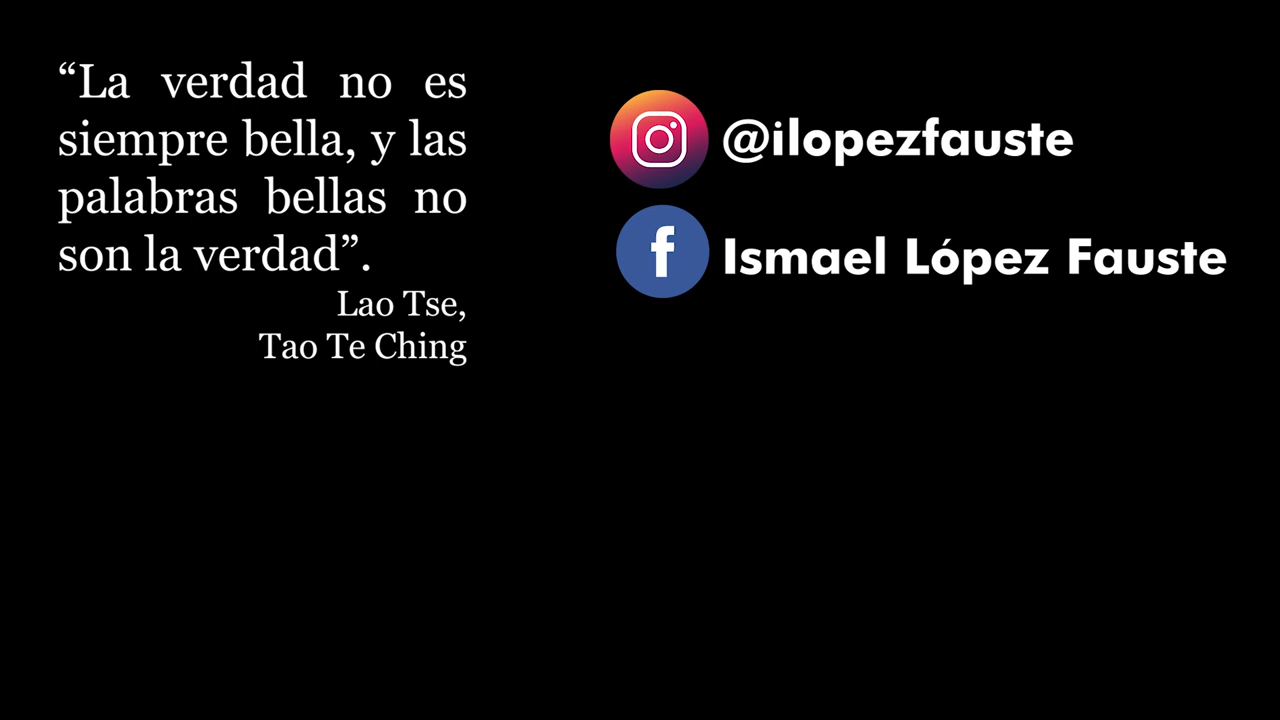 “La verdad no es
siempre bella, y las
palabras bellas no
son la verdad”.
Lao Tse,
Tao Te Ching
@ilopezfauste
Ismael López Fauste